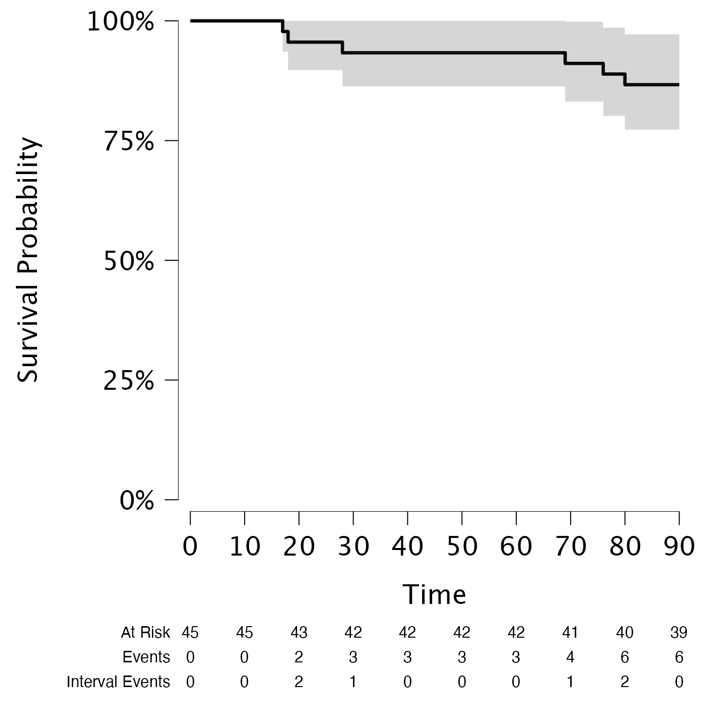 100%
75%
50%
25%
0%
Survival Probability
0 10 20 30 40 50 60 70 80 90
Time
At Risk 45 45 43 42 42 42 42 41 40 39
Events 0 0 2 3 3 3 3 4 6 6
Interval Events 0 0 2 1 0 0 0 1 2 0